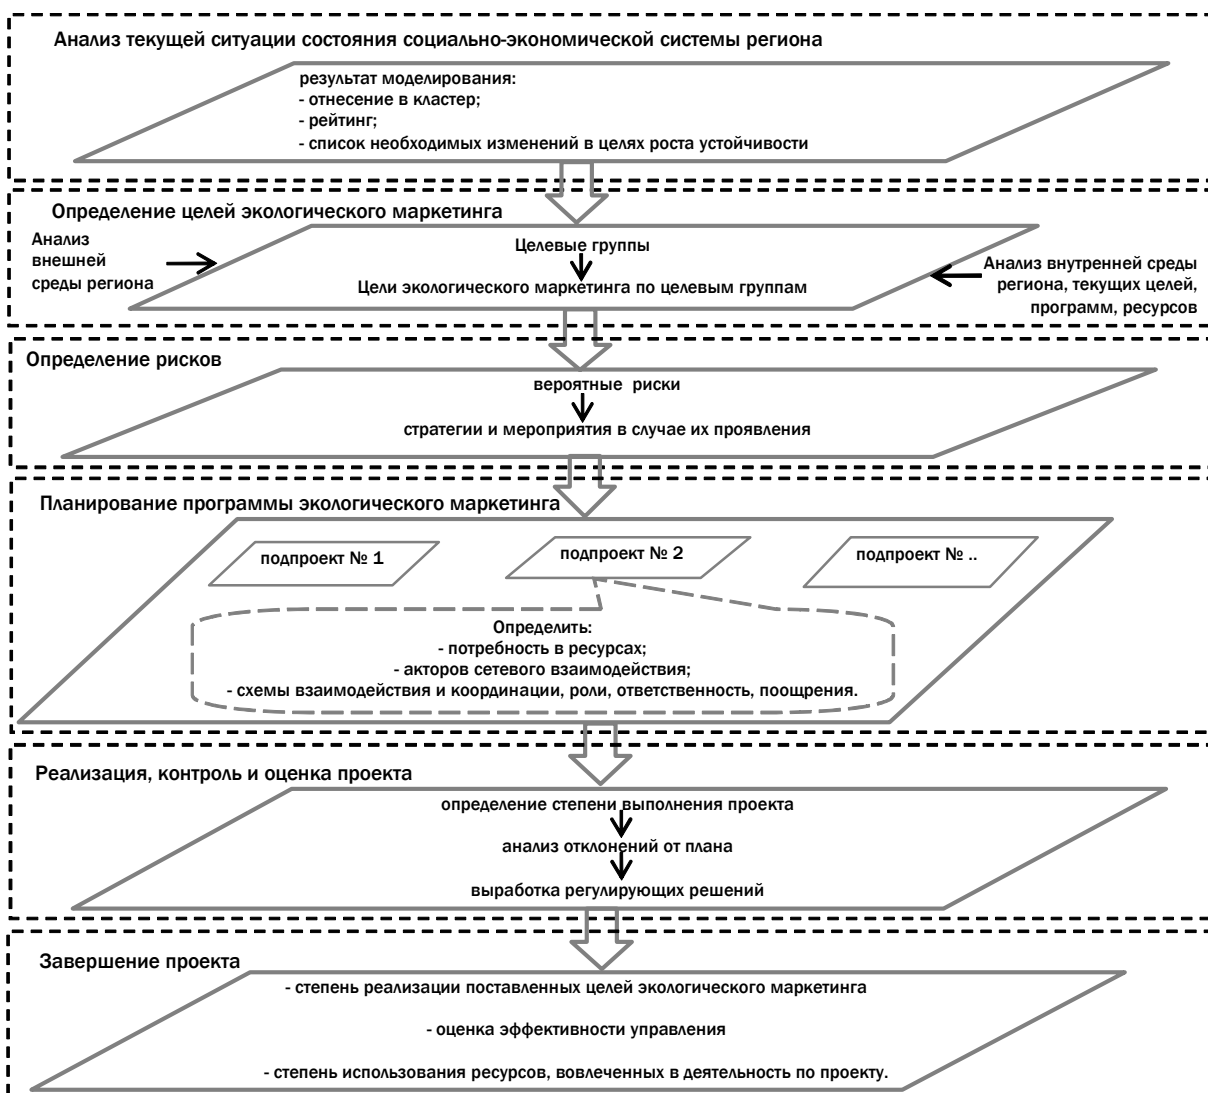 Анализ текущей ситуации состояния социально-экономической системы региона
результат моделирования:
- отнесение в кластер;
- рейтинг;
- список необходимых изменений в целях роста устойчивости
Определение целей экологического маркетинга
Анализ
внешней
среды региона
Целевые группы
Цели экологического маркетинга по целевым группам
Анализ внутренней среды
региона, текущих целей,
программ, ресурсов
Определение рисков
вероятные риски
стратегии и мероприятия в случае их проявления
Планирование программы экологического маркетинга
подпроект № 1
подпроект № 2
подпроект № ..
Определить:
- потребность в ресурсах;
- акторов сетевого взаимодействия;
- схемы взаимодействия и координации, роли, ответственность, поощрения.
Реализация, контроль и оценка проекта
определение степени выполнения проекта
анализ отклонений от плана
выработка регулирующих решений
Завершение проекта
- степень реализации поставленных целей экологического маркетинга
- оценка эффективности управления
- степень использования ресурсов, вовлеченных в деятельность по проекту.